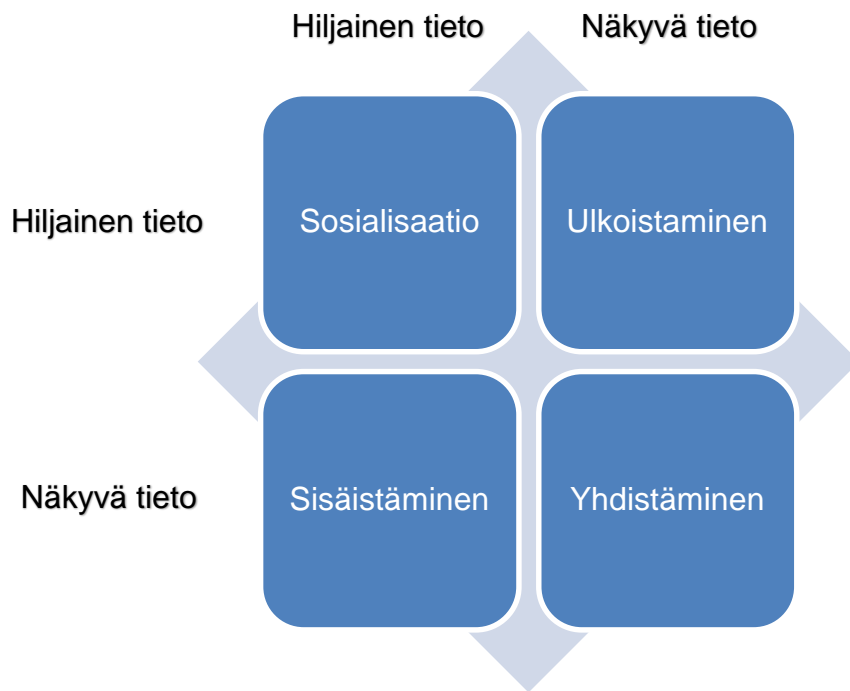 Hiljainen tieto Näkyvä tieto
Hiljainen tieto Sosialisaatio Ulkoistaminen
Näkyvä tieto Sisäistäminen Yhdistäminen